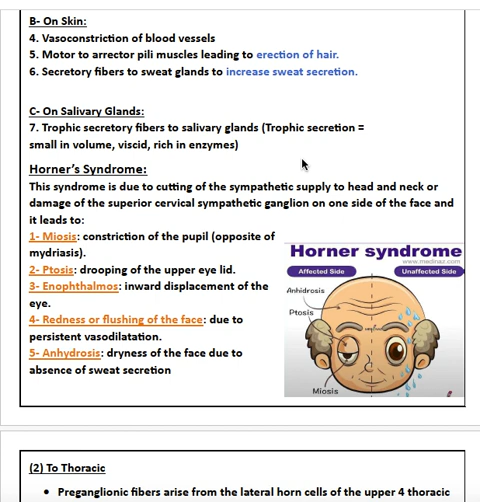 B- On Skin:
4. Vasoconstriction of blood vessels
5. Motor to arrector pili muscles leading to erection of hair.
6. Secretory fibers to sweat glands to increase sweat secretion.
C- On Salivary Glands:
7. Trophic secretory fibers to salivary glands (Trophic secretion =
small in volume, viscid, rich in enzymes)
Horner's Syndrome:
This syndrome is due to cutting of the sympathetic supply to head and neck or
damage of the superior cervical sympathetic ganglion on one side of the face and
it leads to:
1- Miosis: constriction of the pupil (opposite of
mydriasis).
2- Ptosis: drooping of the upper eye lid.
3- Enophthalmos: inward displacement of the
eye.
4- Redness or flushing of the face: due to
persistent vasodilatation.
5- Anhydrosis: dryness of the face due to
absence of sweat secretion
Horner syndrome
www.medinaz.com
Affected Side
Unaffected Side
Anhidrosis
Ptosis
Miosis
(2) To Thoracic
• Preganglionic fibers arise from the lateral horn cells of the upper 4 thoracic